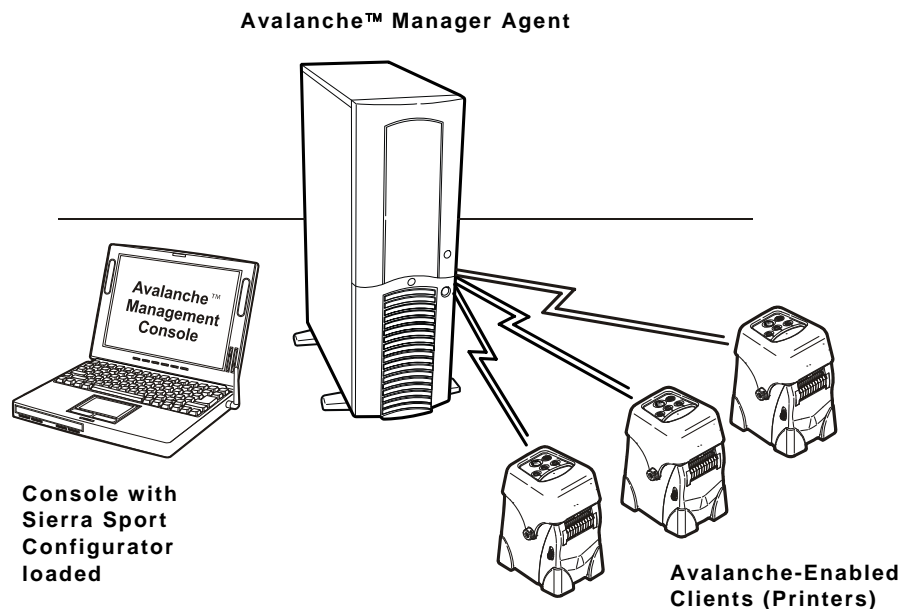 Avalanche™ Manager Agent
Avalanche™
Management
Console
Console with
Sierra Sport
Configurator
loaded
Avalanche-Enabled
Clients (Printers)